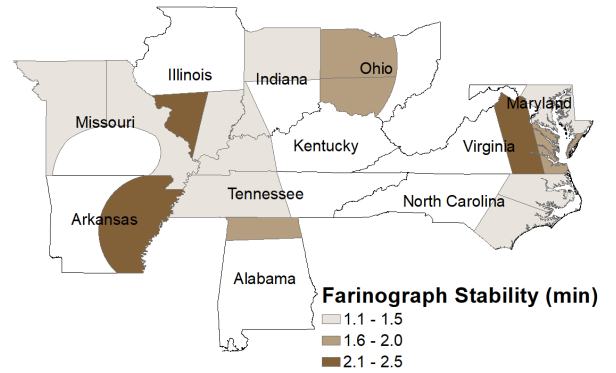 Illinois
Indiana
Ohio
Missouri
Maryland
Kentucky
Virginia
Tennessee
North Carolina
Arkansas
Alabama
Farinograph Stability (min)
1.1 - 1.5
1.6 - 2.0
2.1 - 2.5